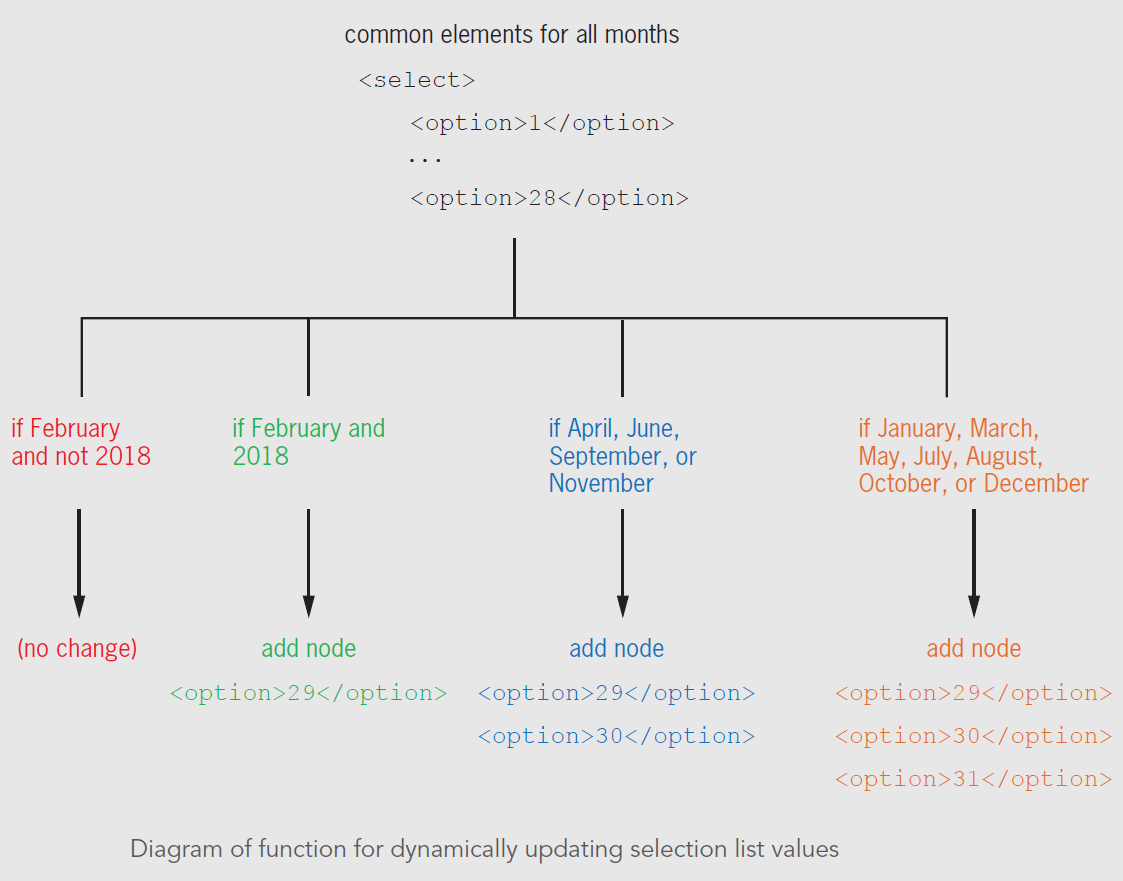 common elements for all months
<select>
<option>1</option>
...
<option>28</option>
if February
and not 2018
(no change)
if February and
2018
add node
<option>29</option>
if April, June,
September, or
November
add node
<option>29</option>
<option>30</option>
if January, March,
May, July, August,
October, or December
add node
<option>29</option>
<option>30</option>
<option>31</option>
Diagram of function for dynamically updating selection list values